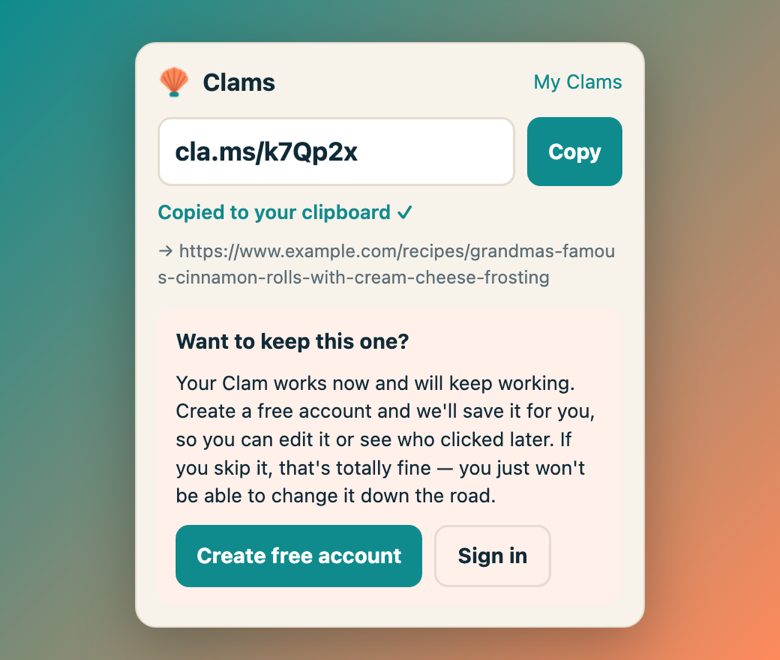 Clams
My Clams
cla.ms/k7Qp2x
Copy
Copied to your clipboard ✓
→ https://www.example.com/recipes/grandmas-famou
s-cinnamon-rolls-with-cream-cheese-frosting
Want to keep this one?
Your Clam works now and will keep working.
Create a free account and we'll save it for you,
so you can edit it or see who clicked later. If
you skip it, that's totally fine — you just won't
be able to change it down the road.
Create free account
Sign in